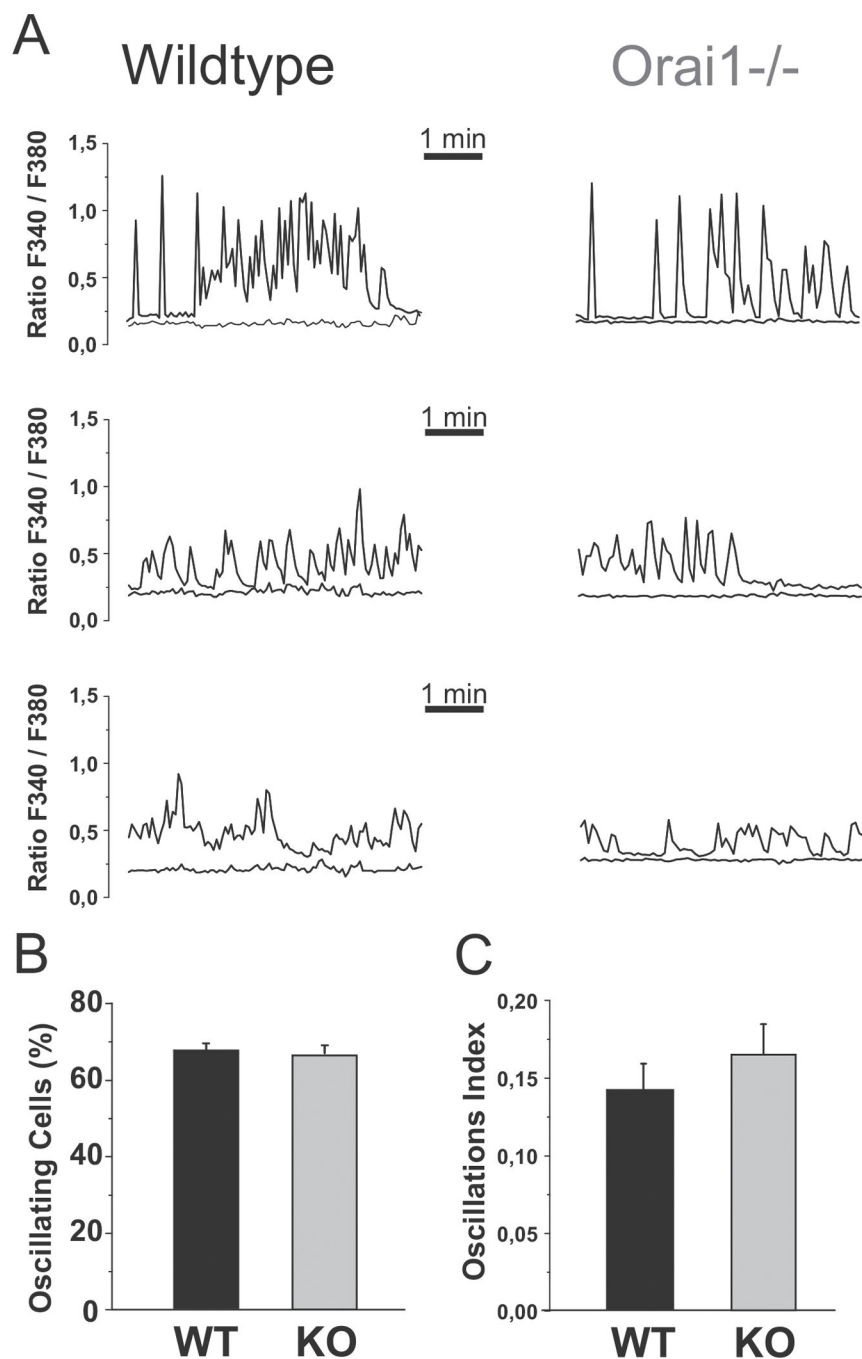 A
Wildtype
Orai1-/-
1 min
Ratio F340 / F380
1,5
1,0
0,5
0,0
1 min
Ratio F340 / F380
1,5
1,0
0,5
0,0
1 min
Ratio F340 / F380
1,5
1,0
0,5
0,0
B
Oscillating Cells (%)
80
60
40
20
0
WT
KO
C
Oscillations Index
0,20
0,15
0,10
0,05
0,00
WT
KO